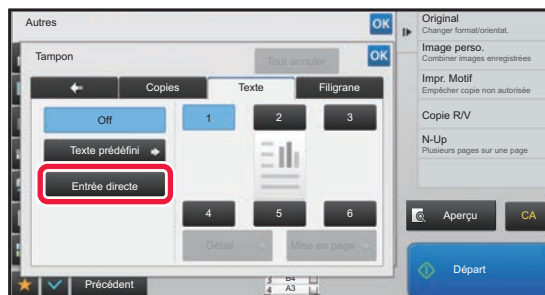 Autres
OK
Original
Changer format/orientat.
Image perso.
Combiner images enregistrées
Impr. Motif
Empêcher copie non autorisée
Copie R/V
N-Up
Plusieurs pages sur une page
Tampon
Tout annuler
OK
Copies
Texte
Filigrane
Off
1
2
3
Texte prédéfini
Entrée directe
4
5
6
Détail
Mise en page
Aperçu
CA
Départ
Précédent
3 B4
4 A3